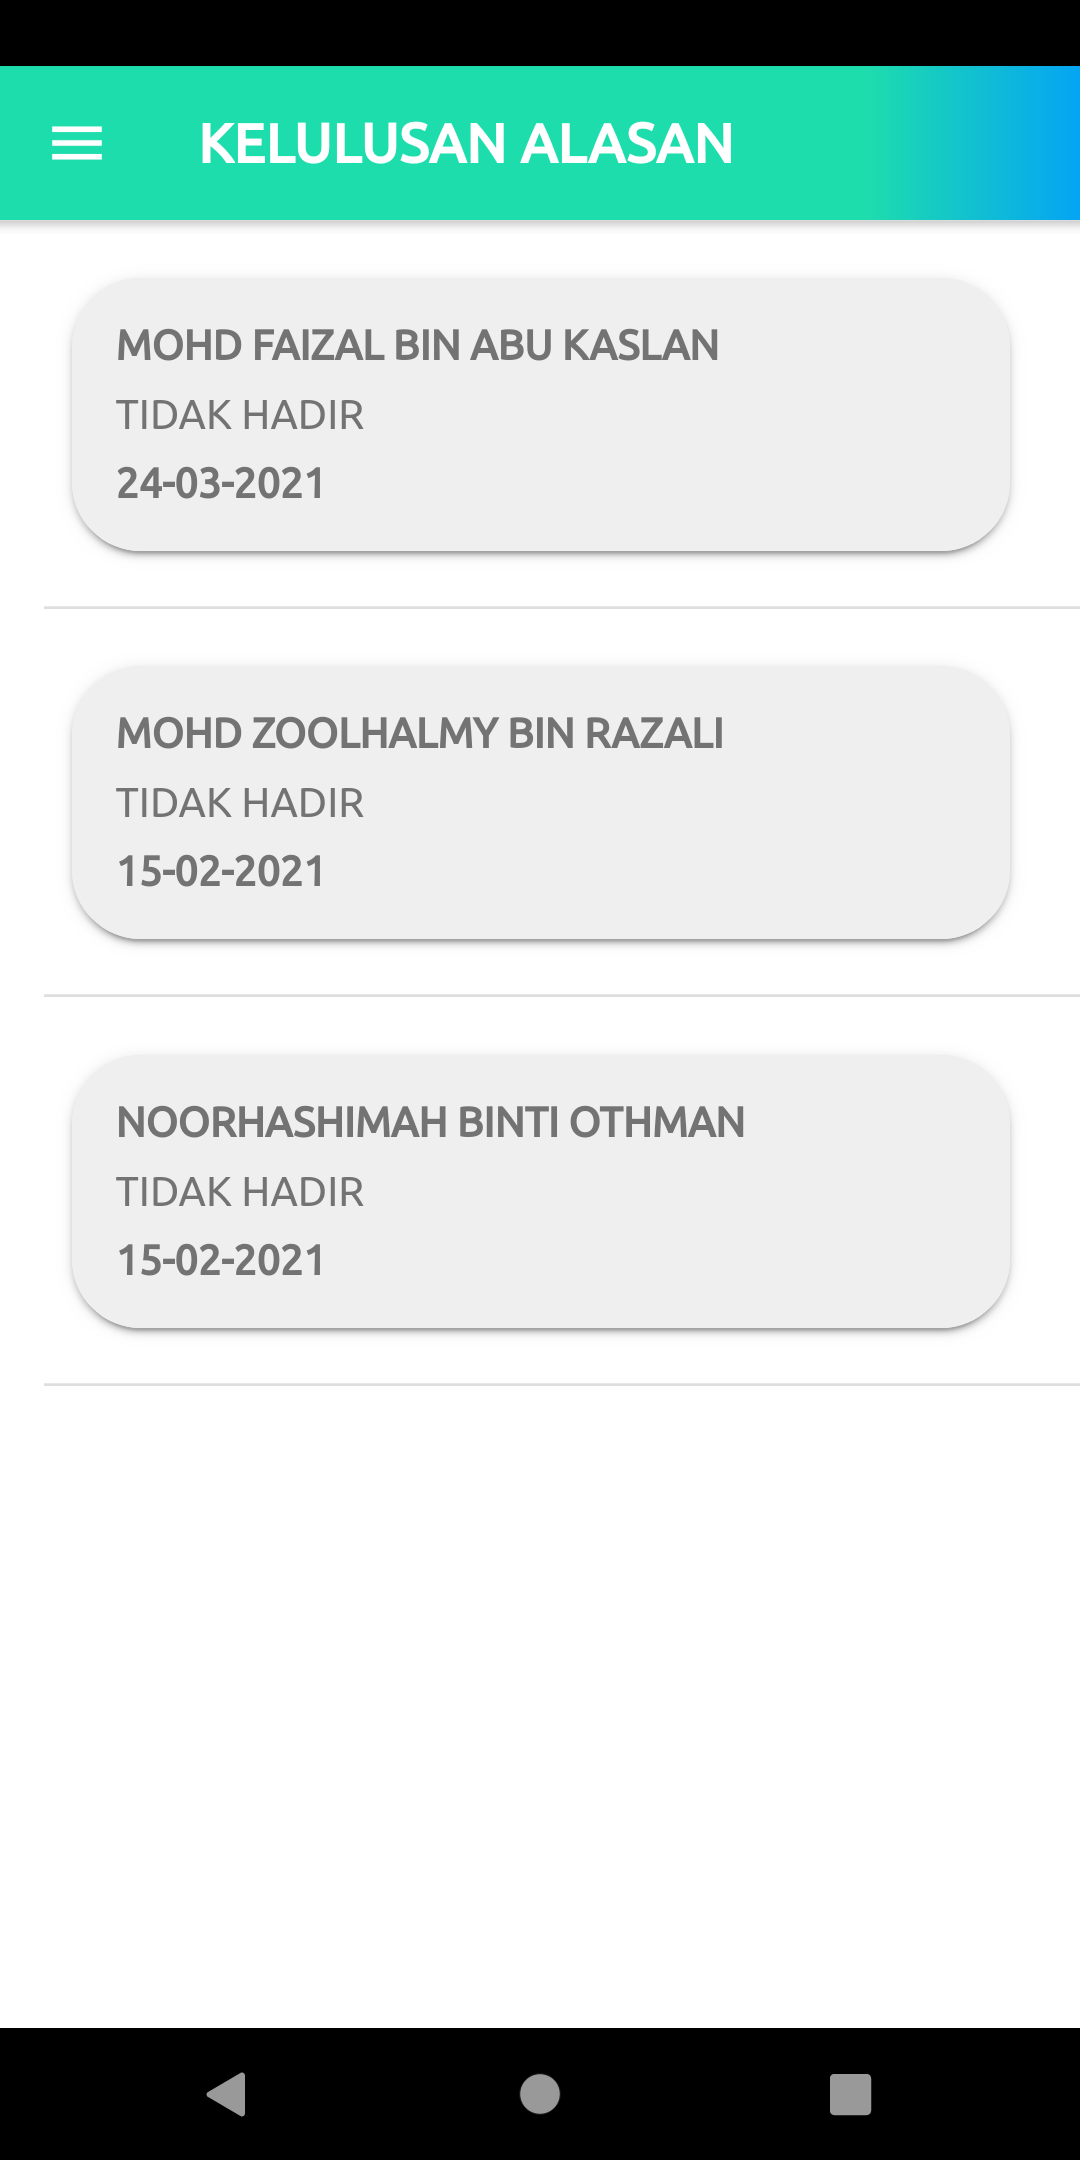 KELULUSAN ALASAN
MOHD FAIZAL BIN ABU KASLAN
TIDAK HADIR
24-03-2021
MOHD ZOOLHALMY BIN RAZALI
TIDAK HADIR
15-02-2021
NOORHASHIMAH BINTI OTHMAN
TIDAK HADIR
15-02-2021